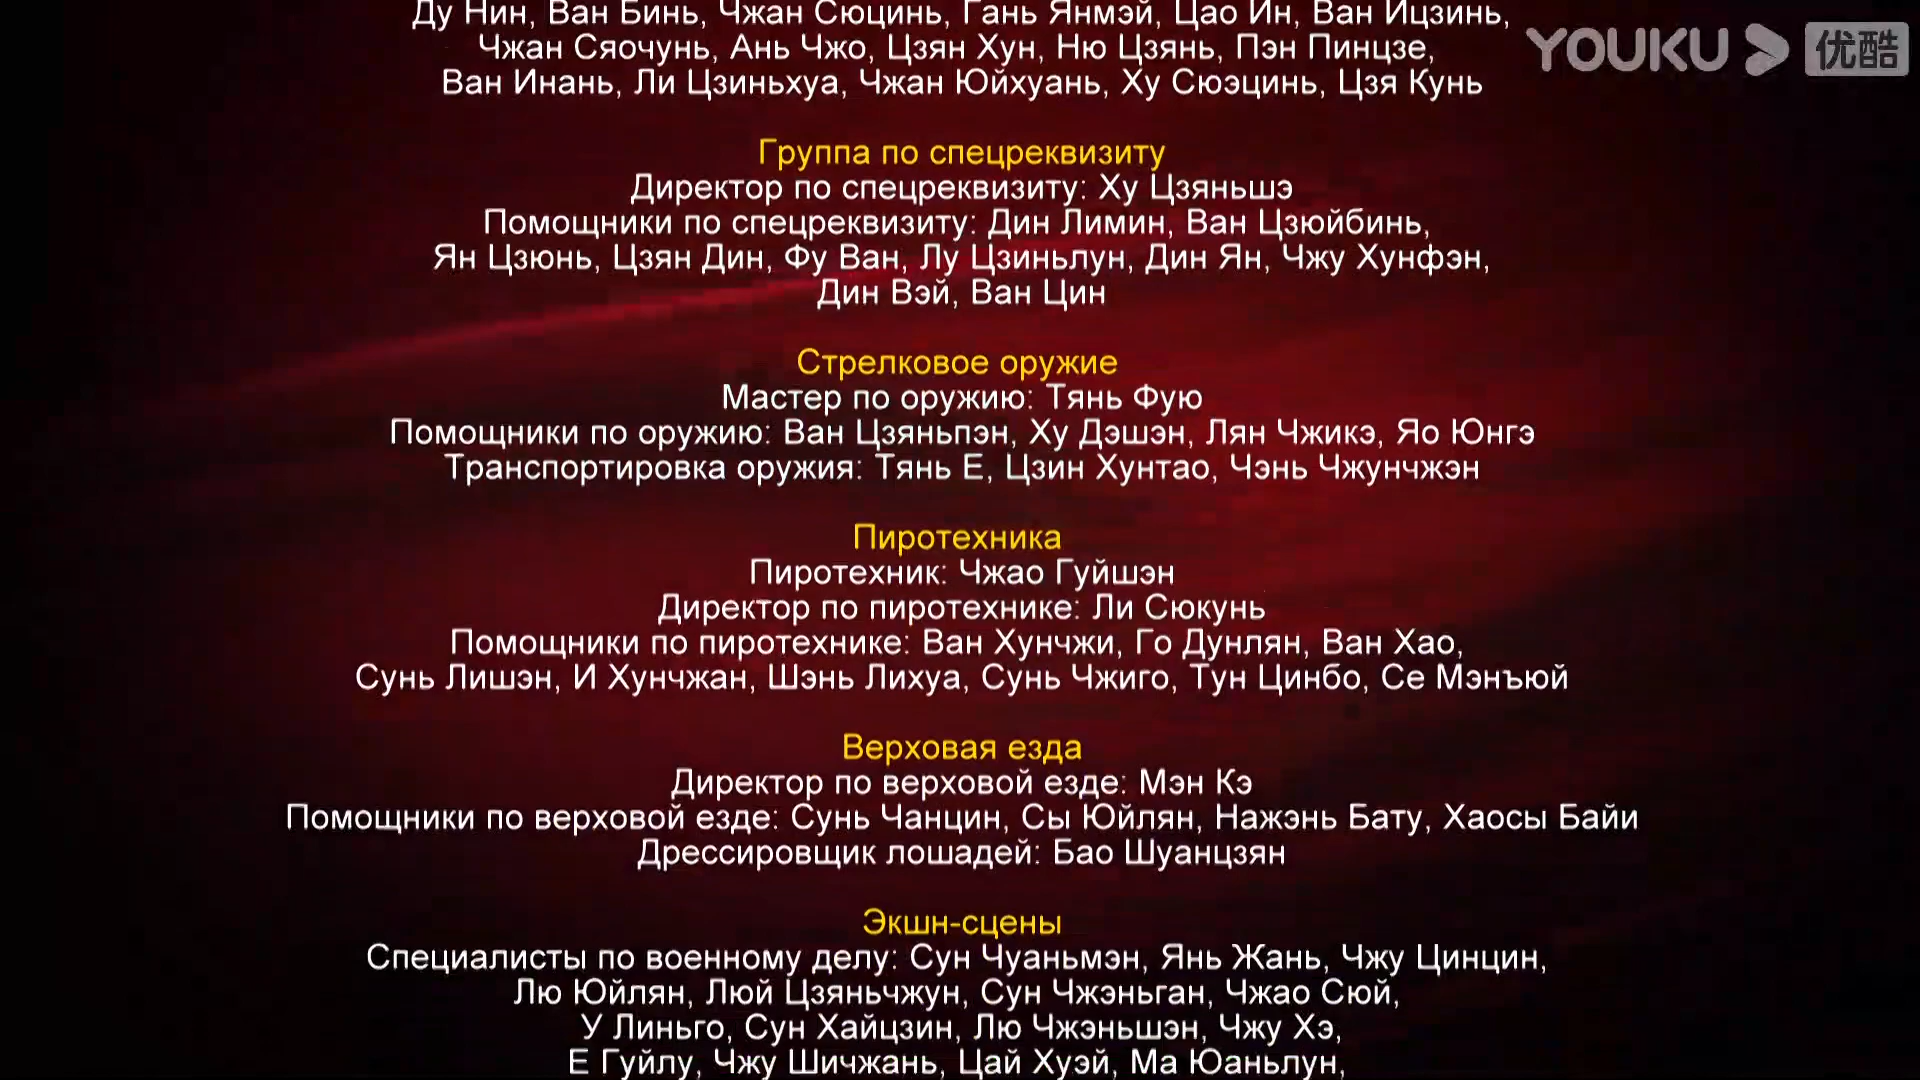 Ду Нин, Ван Бинь, Чжан Сюцинь, Гань Янмэй, Цао Ин, Ван Ицзинь,
YOUKU 优酷
Чжан Сяочунь, Ань Чжо, Цзян Хун, Ню Цзянь, Пэн Пинцзе,
Ван Инань, Ли Цзиньхуа, Чжан Юйхуань, Ху Сюэцинь, Цзя Кунь
Группа по спецреквизиту
Директор по спецреквизиту: Ху Цзяньшэ
Помощники по спецреквизиту: Дин Лимин, Ван Цзюйбинь,
Ян Цзюнь, Цзян Дин, Фу Ван, Лу Цзиньлун, Дин Ян, Чжу Хунфэн,
Дин Вэй, Ван Цин
Стрелковое оружие
Мастер по оружию: Тянь Фую
Помощники по оружию: Ван Цзяньпэн, Ху Дэшэн, Лян Чжикэ, Яо Юнгэ
Транспортировка оружия: Тянь Е, Цзин Хунтао, Чэнь Чжунчжэн
Пиротехника
Пиротехник: Чжао Гуйшэн
Директор по пиротехнике: Ли Сюкунь
Помощники по пиротехнике: Ван Хунчжи, Го Дунлян, Ван Хао,
Сунь Лишэн, И Хунчжан, Шэнь Лихуа, Сунь Чжиго, Тун Цинбо, Се Мэнъюй
Верховая езда
Директор по верховой езде: Мэн Кэ
Помощники по верховой езде: Сунь Чанцин, Сы Юйлян, Нажэнь Бату, Хаосы Байи
Дрессировщик лошадей: Бао Шуанцзян
Экшн-сцены
Специалисты по военному делу: Сун Чуаньмэн, Янь Жань, Чжу Цинцин,
Лю Юйлян, Люй Цзяньчжун, Сун Чжэньган, Чжао Сюй,
У Линьго, Сун Хайцзин, Лю Чжэньшэн, Чжу Хэ,
Е Гуйлу, Чжу Шичжань, Цай Хуэй, Ма Юаньлун,